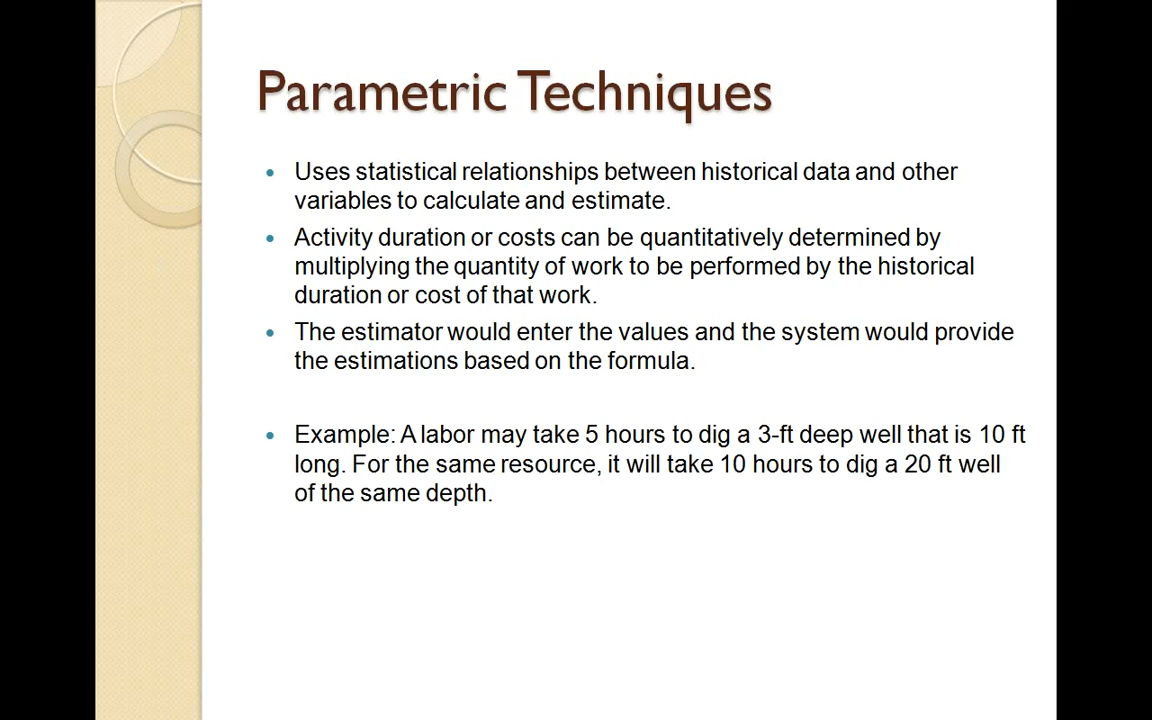 Parametric Techniques
• Uses statistical relationships between historical data and other
variables to calculate and estimate.
• Activity duration or costs can be quantitatively determined by
multiplying the quantity of work to be performed by the historical
duration or cost of that work.
• The estimator would enter the values and the system would provide
the estimations based on the formula.
• Example: A labor may take 5 hours to dig a 3-ft deep well that is 10 ft
long. For the same resource, it will take 10 hours to dig a 20 ft well
of the same depth.